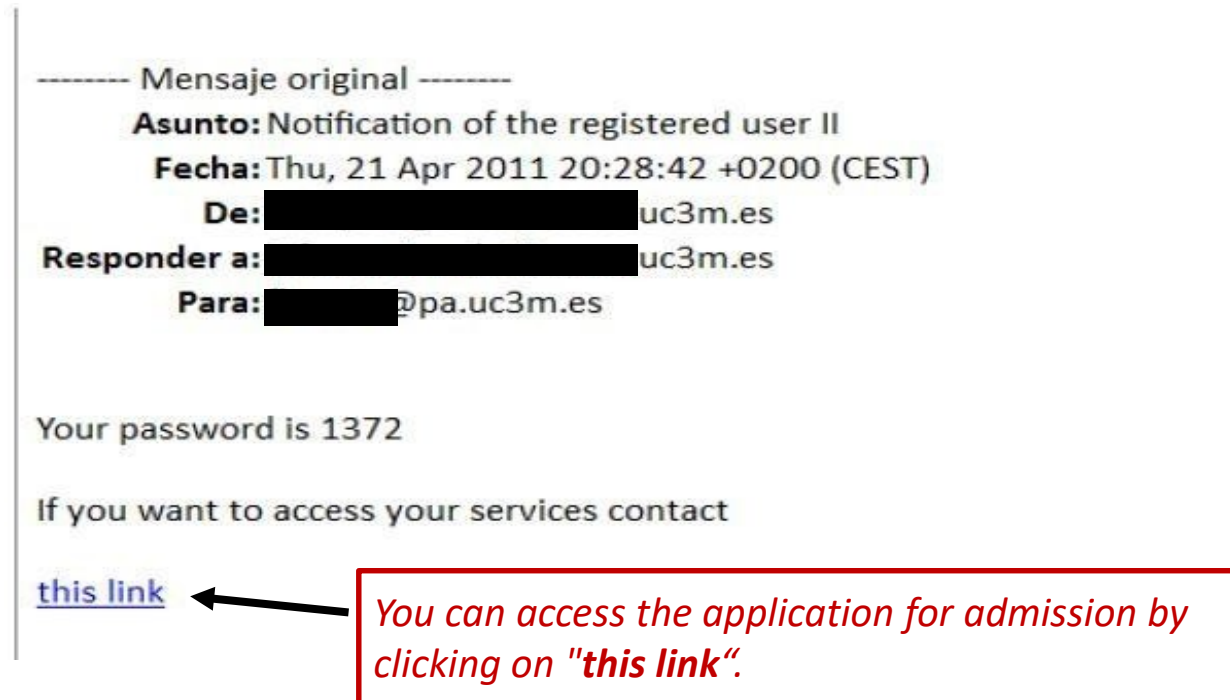 -------- Mensaje original --------
Asunto: Notification of the registered user II
Fecha: Thu, 21 Apr 2011 20:28:42 +0200 (CEST)
De: uc3m.es
Responder a: uc3m.es
Para: @pa.uc3m.es
Your password is 1372
If you want to access your services contact
this link
You can access the application for admission by
clicking on "this link“.